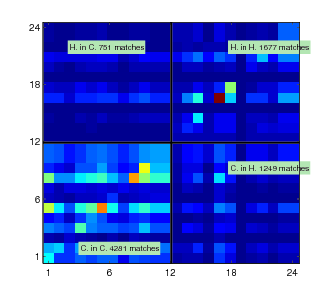 24
H. in C. 751 matches
H. in H. 1677 matches
18
12
C. in H. 1249 matches
6
C. in C. 4281 matches
1
1 6 12 18 24